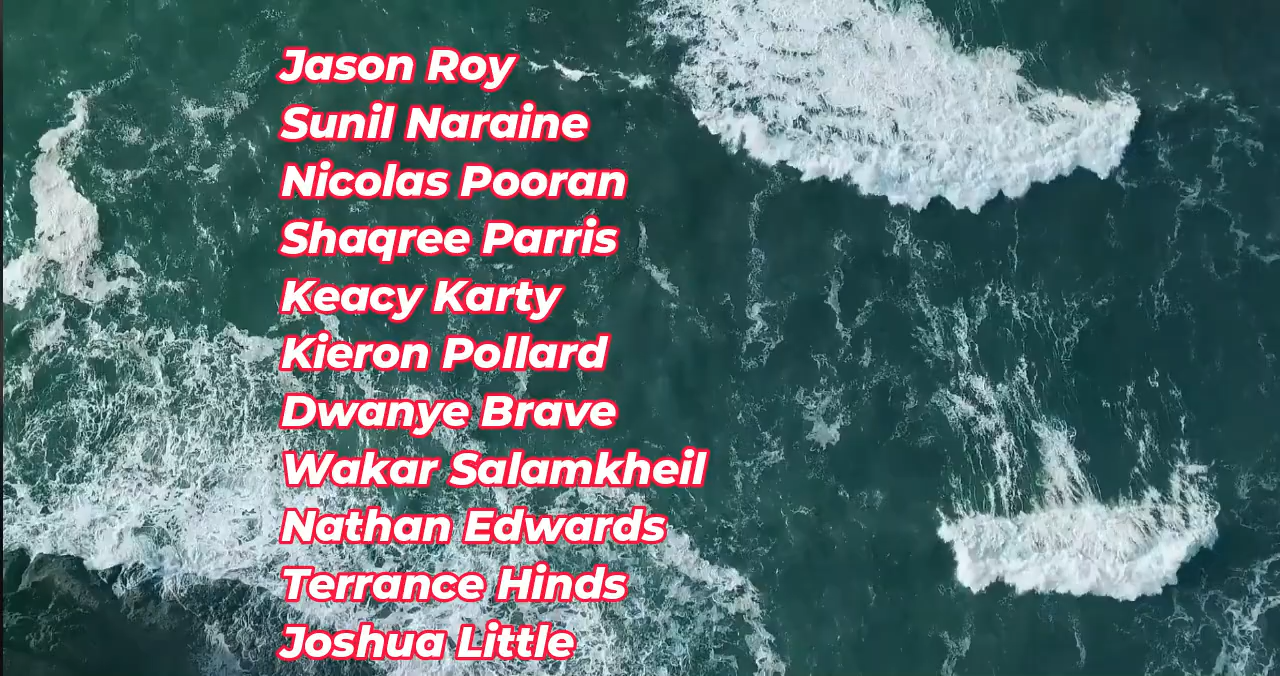 Jason Roy
Sunil Naraine
Nicolas Pooran
Shaqree Parris
Keacy Karty
Kieron Pollard
Dwanye Brave
Wakar Salamkheil
Nathan Edwards
Terrance Hinds
Joshua Little